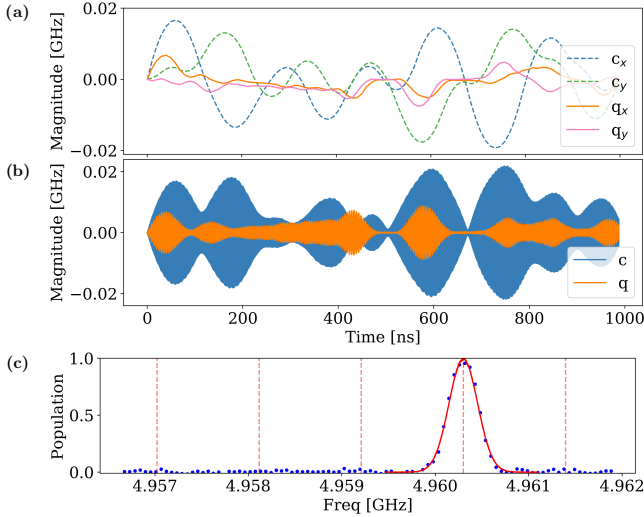 (a)
Magnitude [GHz]
0.02
0.00
−0.02
c_x
c_y
q_x
q_y
(b)
Magnitude [GHz]
0.02
0.00
−0.02
c
q
0 200 400 600 800 1000
Time [ns]
(c)
Population
1.0
0.5
0.0
4.957 4.958 4.959 4.960 4.961 4.962
Freq [GHz]